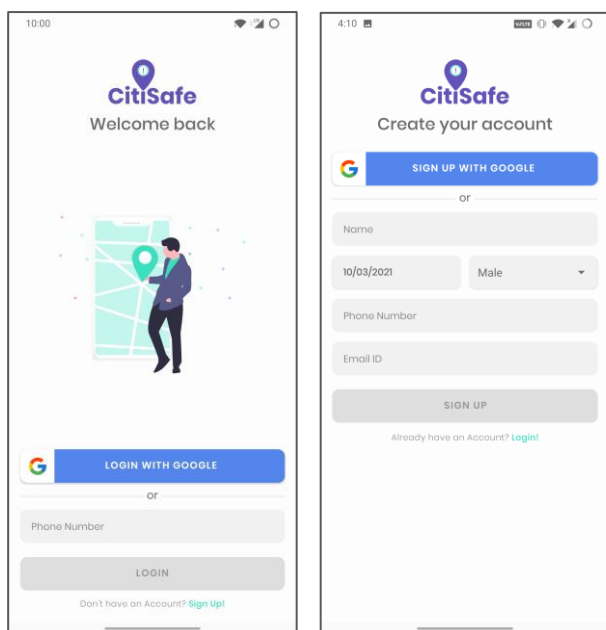 10:00
CitiSafe
Welcome back
LOGIN WITH GOOGLE
or
Phone Number
LOGIN
Don't have an Account? Sign Up!
4:10
CitiSafe
Create your account
SIGN UP WITH GOOGLE
or
Name
10/03/2021
Male
Phone Number
Email ID
SIGN UP
Already have an Account? Login!